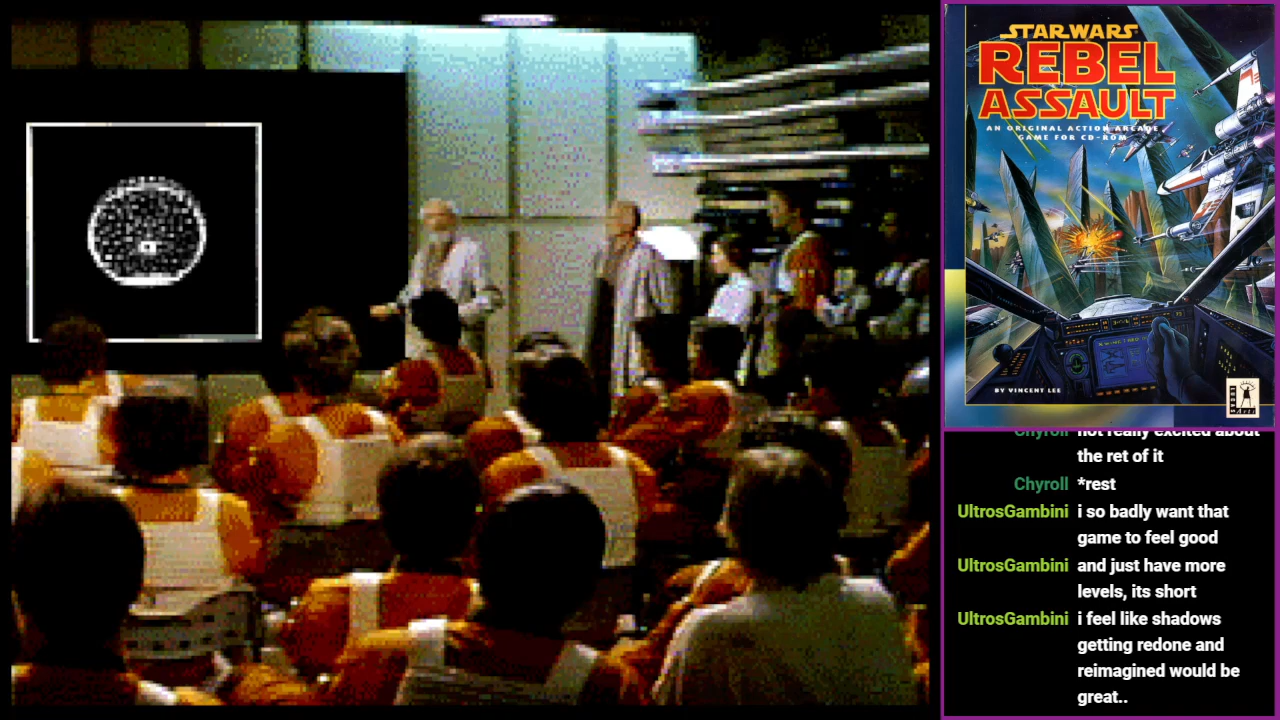 STAR WARS
REBEL
ASSAULT
AN ORIGINAL ACTION ARCADE
GAME FOR CD-ROM
BY VINCENT LEE
Chyroll not really excited about
the ret of it
Chyroll *rest
UltrosGambini i so badly want that
game to feel good
UltrosGambini and just have more
levels, its short
UltrosGambini i feel like shadows
getting redone and
reimagined would be
great..